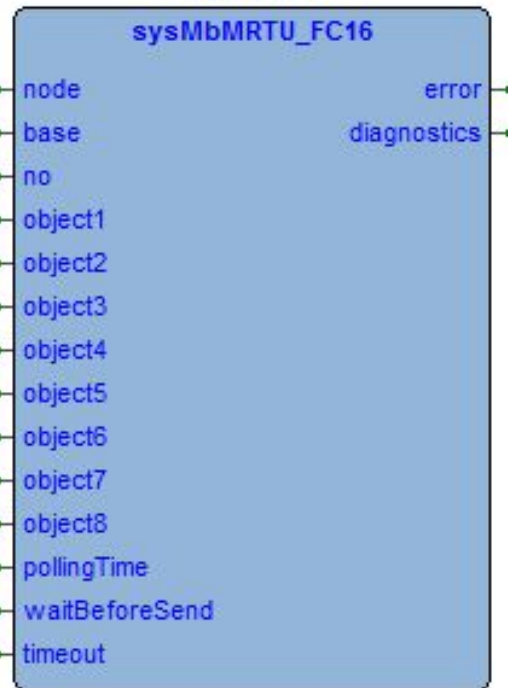 sysMbMRTU_FC16
node error
base diagnostics
no
object1
object2
object3
object4
object5
object6
object7
object8
pollingTime
waitBeforeSend
timeout